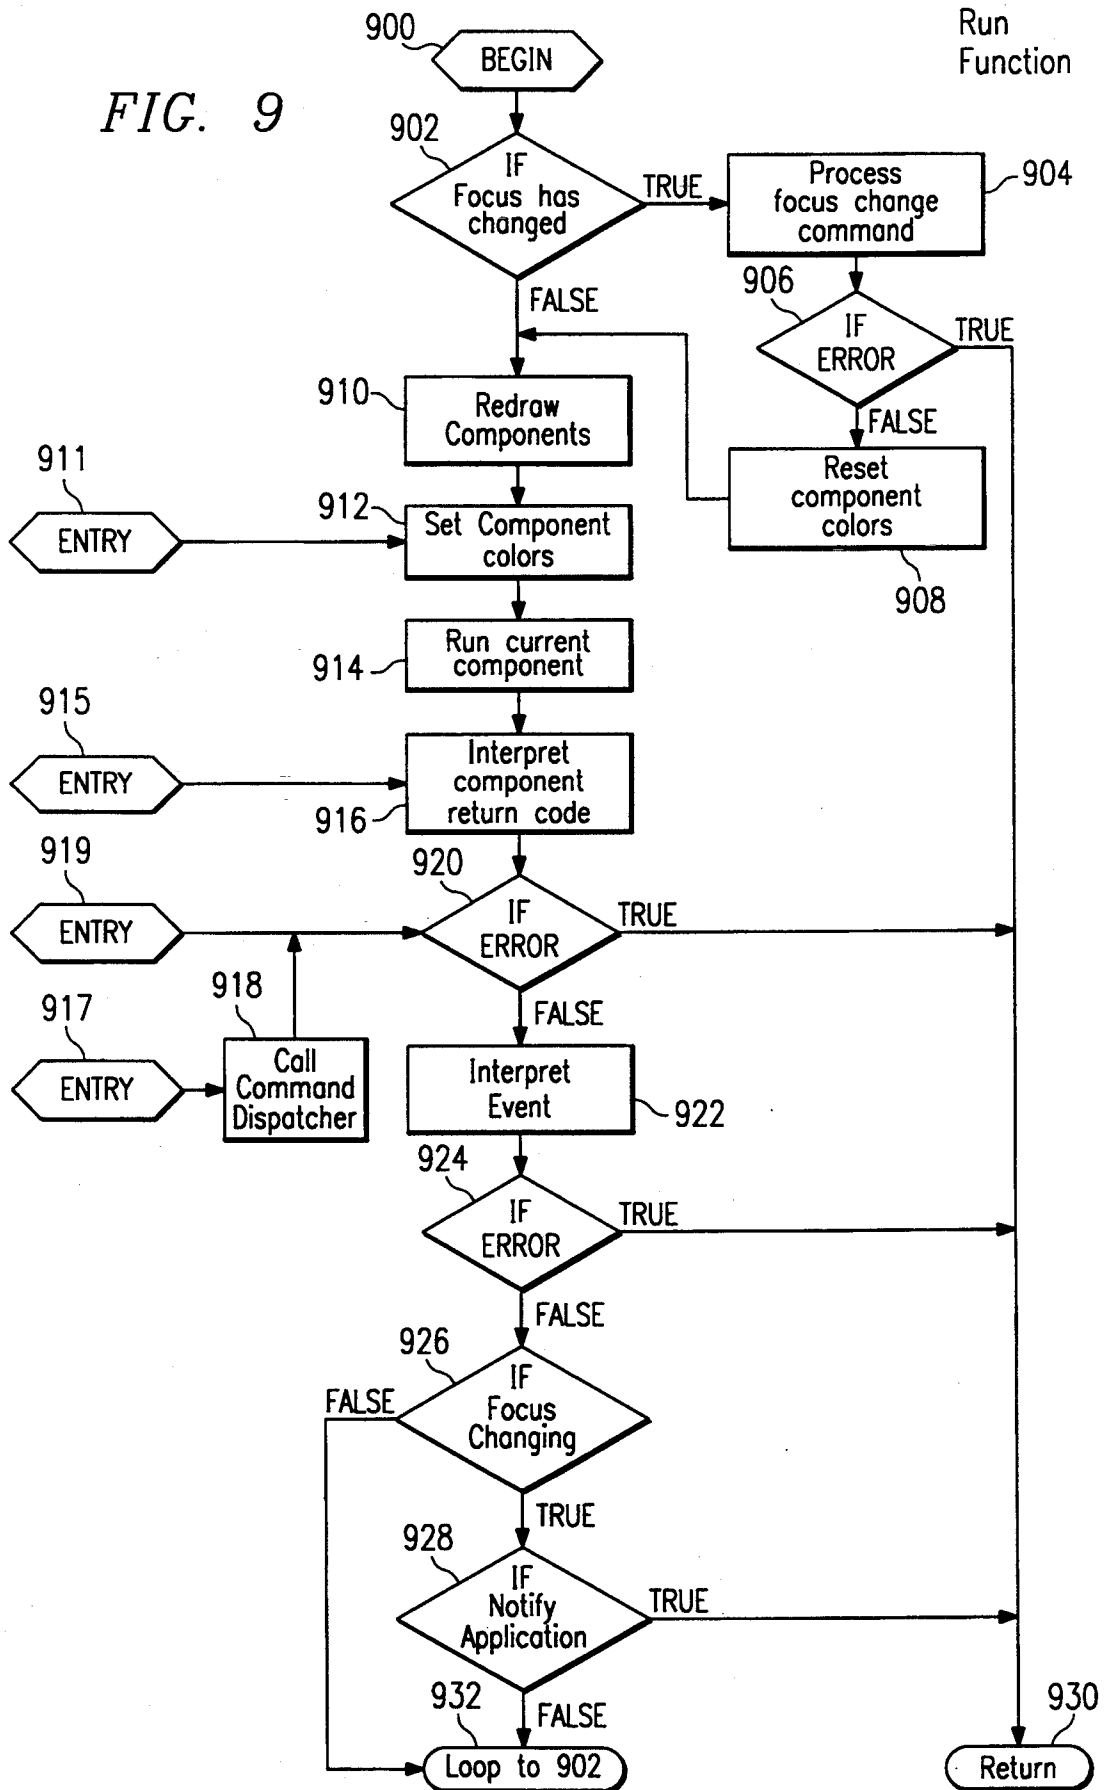 Run
Function
FIG. 9
900
BEGIN
902
IF
Focus has
changed
TRUE
Process
focus change
command
904
FALSE
906
IF
ERROR
TRUE
FALSE
910
Redraw
Components
Reset
component
colors
908
911
ENTRY
912
Set Component
colors
914
Run current
component
915
ENTRY
916
Interpret
component
return code
919
ENTRY
920
IF
ERROR
TRUE
FALSE
917
ENTRY
918
Call
Command
Dispatcher
Interpret
Event
922
924
IF
ERROR
TRUE
FALSE
926
IF
Focus
Changing
FALSE
TRUE
928
IF
Notify
Application
TRUE
FALSE
932
Loop to 902
930
Return